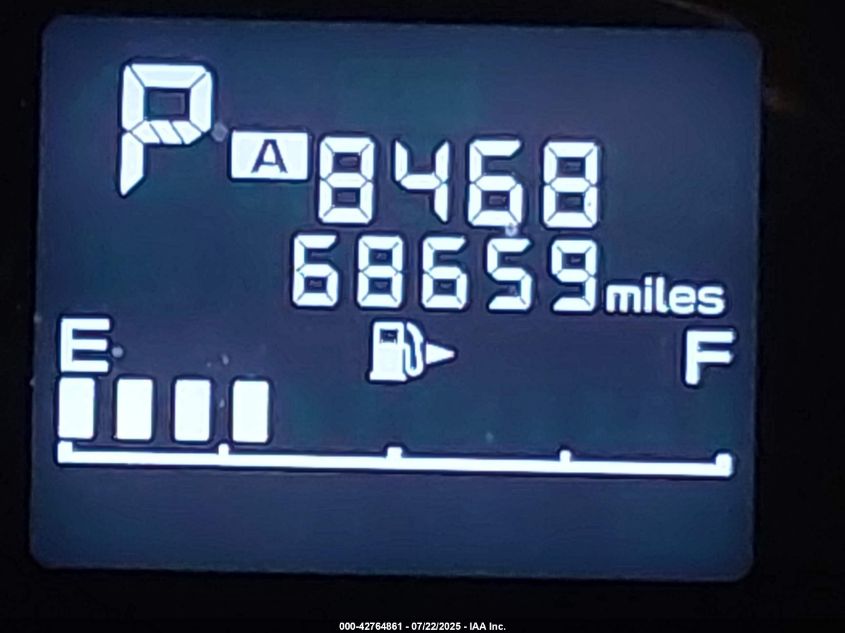 P
A 8468
68659 miles
E F
000-42764861 - 07/22/2025 - IAA Inc.